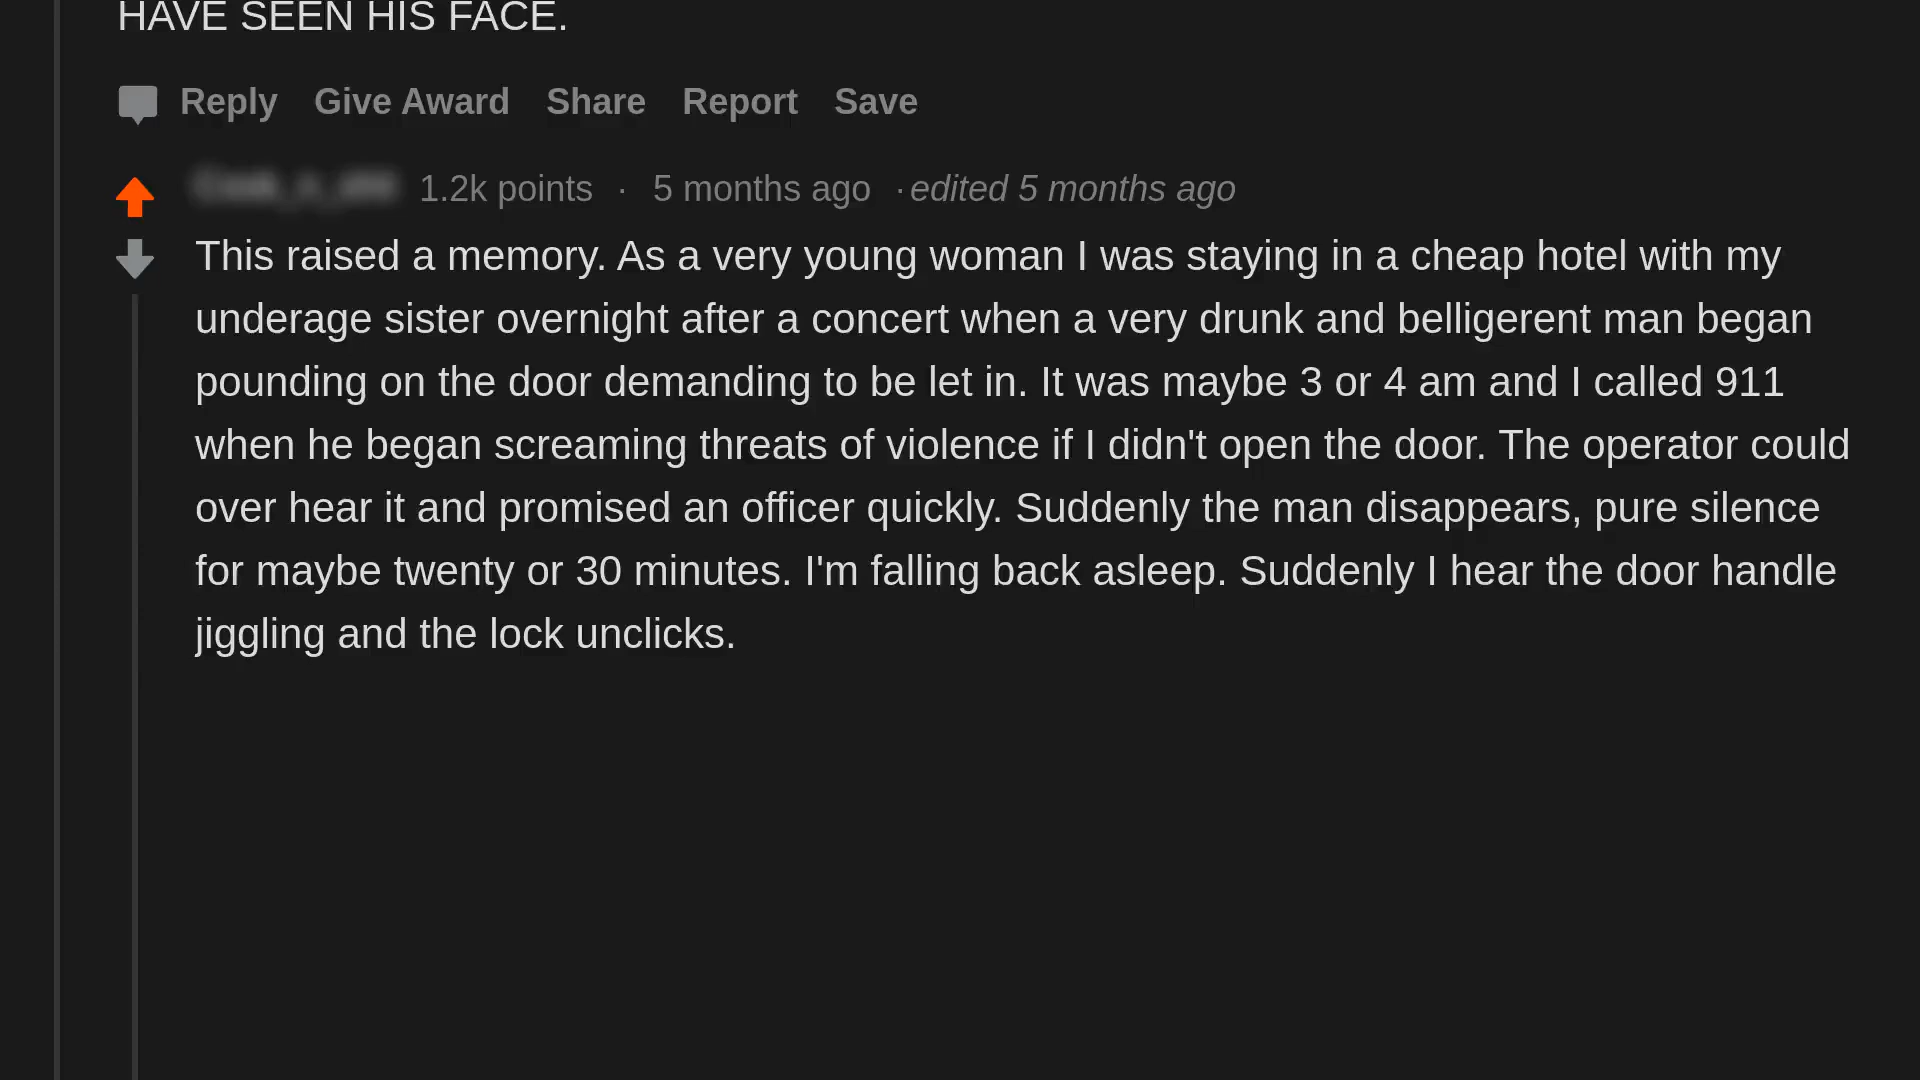 HAVE SEEN HIS FACE.
Reply Give Award Share Report Save
1.2k points · 5 months ago · edited 5 months ago
This raised a memory. As a very young woman I was staying in a cheap hotel with my
underage sister overnight after a concert when a very drunk and belligerent man began
pounding on the door demanding to be let in. It was maybe 3 or 4 am and I called 911
when he began screaming threats of violence if I didn't open the door. The operator could
over hear it and promised an officer quickly. Suddenly the man disappears, pure silence
for maybe twenty or 30 minutes. I'm falling back asleep. Suddenly I hear the door handle
jiggling and the lock unclicks.